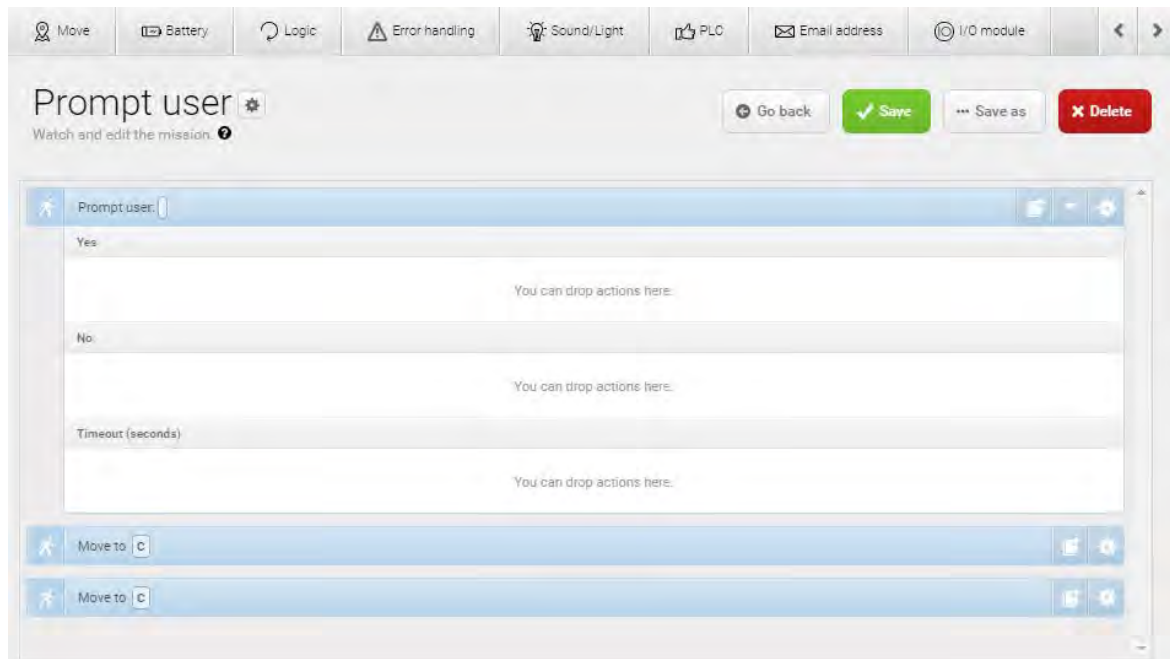 Move Battery Logic Error handling Sound/Light PLC Email address I/O module
Prompt user
Go back Save Save as Delete
Watch and edit the mission.
Prompt user:
Yes
You can drop actions here.
No
You can drop actions here.
Timeout (seconds)
You can drop actions here.
Move to C
Move to C